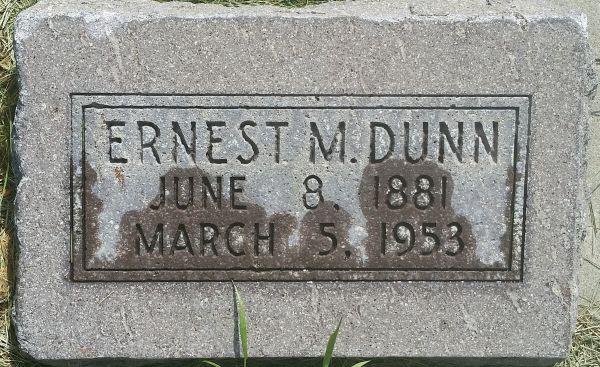 ERNEST M. DUNN
JUNE 8, 1881
MARCH 5, 1953